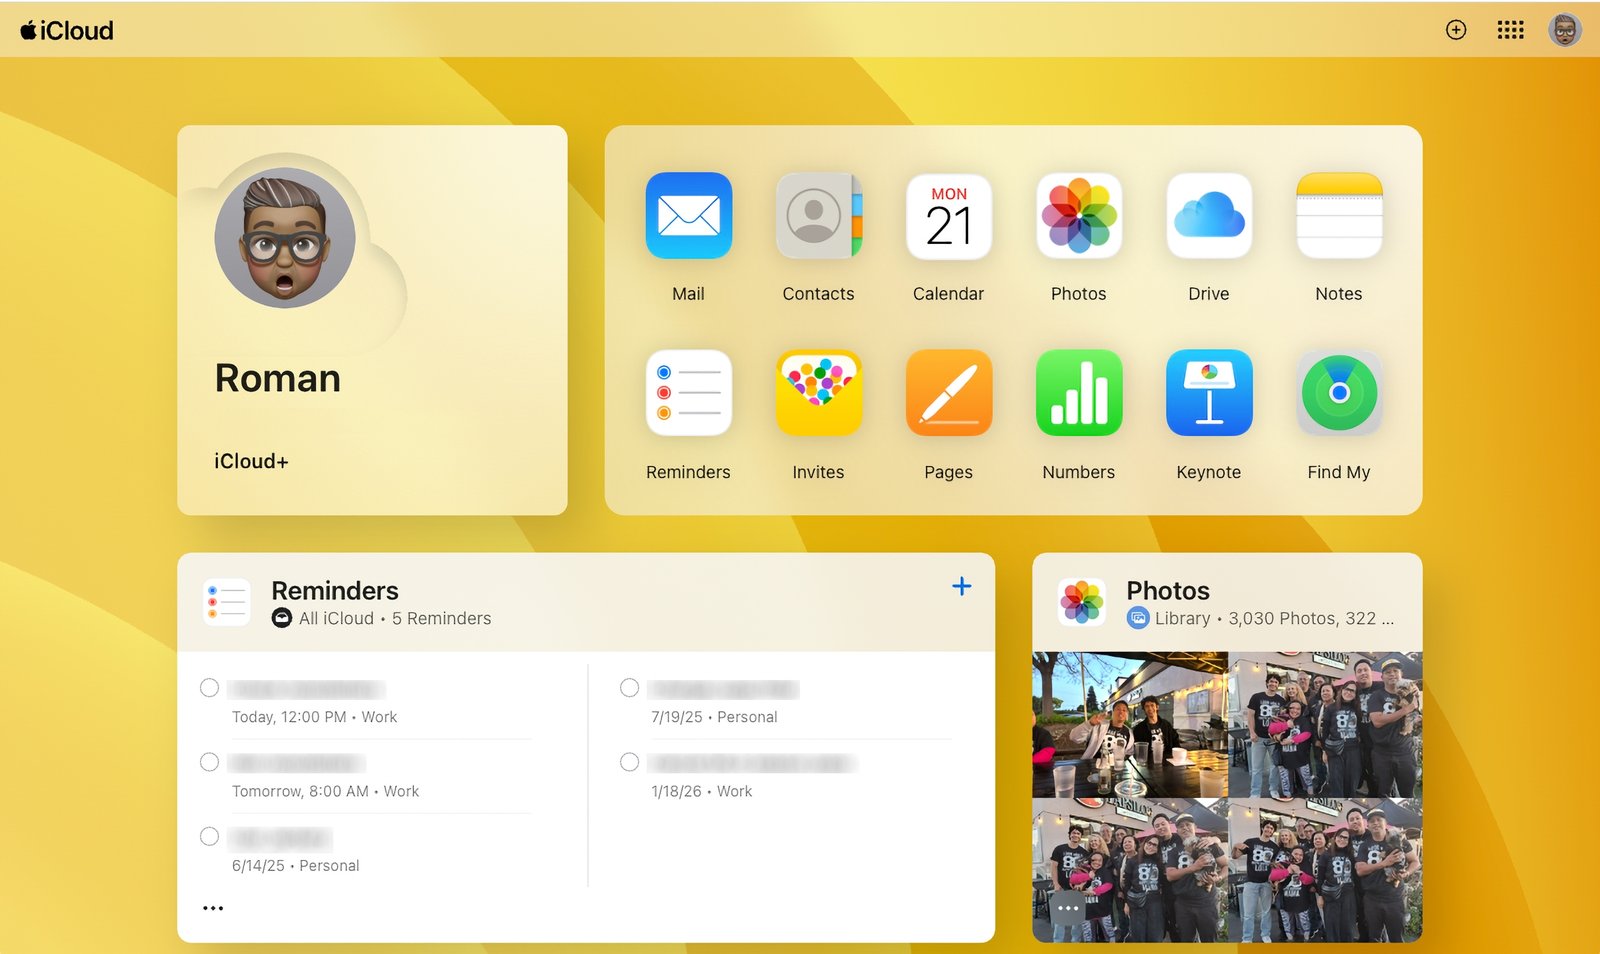 iCloud
Roman
iCloud+
MON
21
Mail
Contacts
Calendar
Photos
Drive
Notes
Reminders
Invites
Pages
Numbers
Keynote
Find My
Reminders
All iCloud • 5 Reminders
Today, 12:00 PM • Work
Tomorrow, 8:00 AM • Work
6/14/25 • Personal
7/19/25 • Personal
1/18/26 • Work
Photos
Library • 3,030 Photos, 322 ...